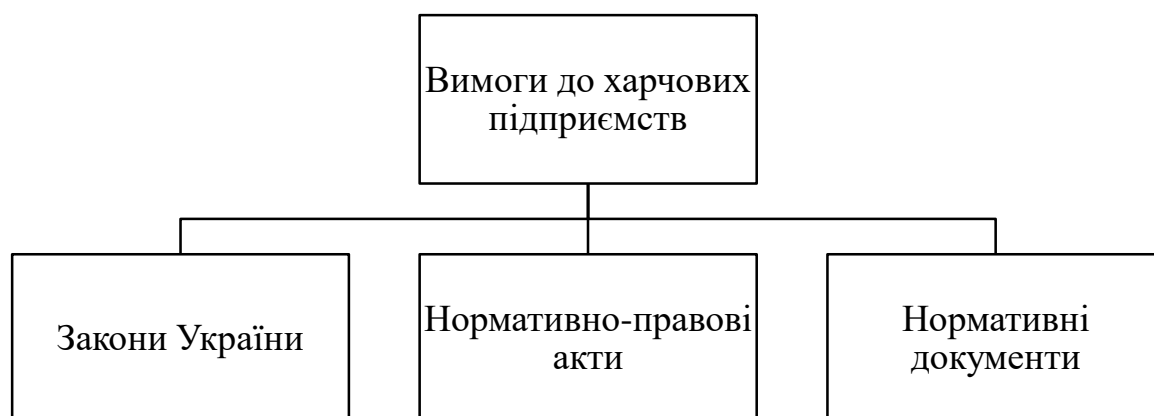 Вимоги до харчових
підприємств
Закони України
Нормативно-правові
акти
Нормативні
документи